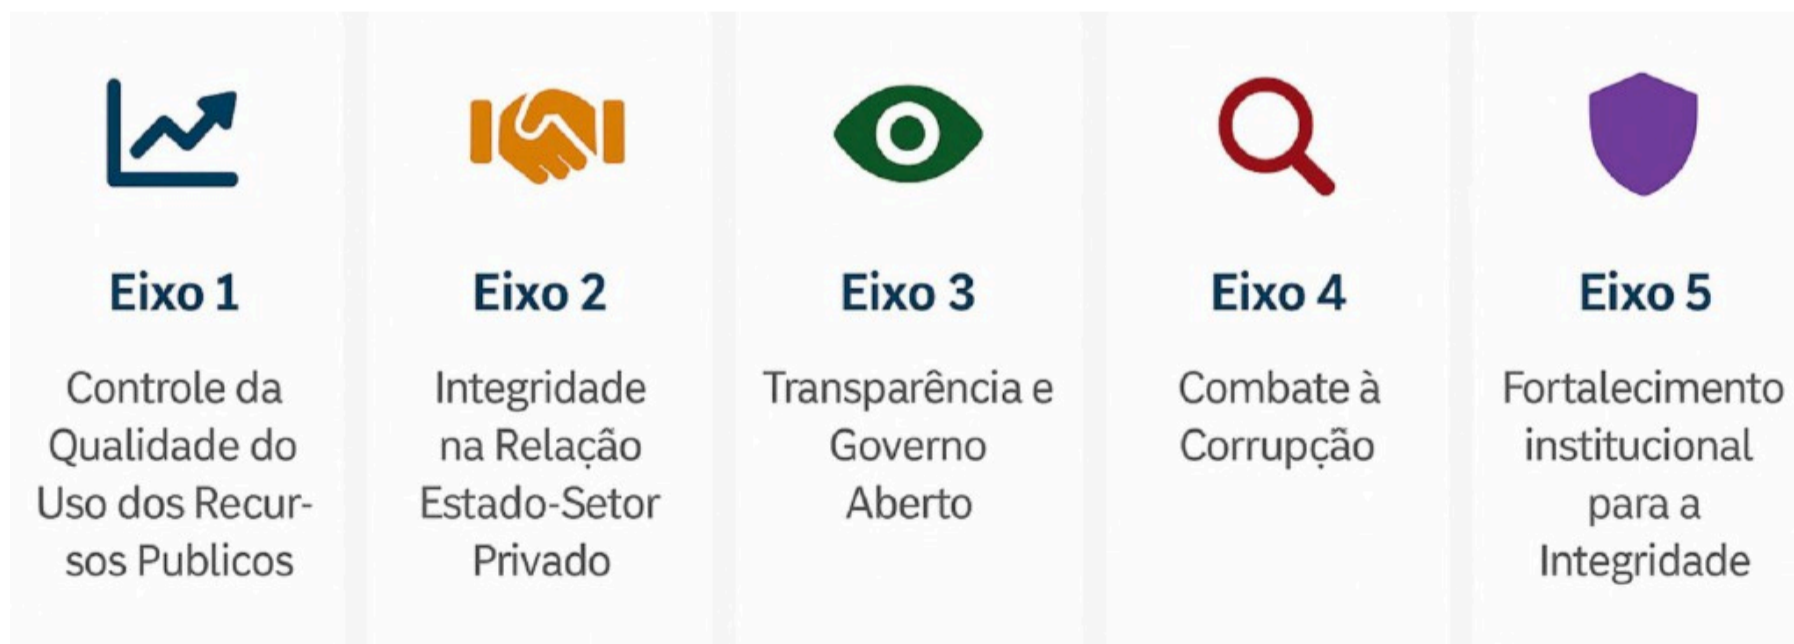 Eixo 1
Controle da
Qualidade do
Uso dos Recur-
sos Publicos
Eixo 2
Integridade
na Relação
Estado-Setor
Privado
Eixo 3
Transparência e
Governo
Aberto
Eixo 4
Combate à
Corrupção
Eixo 5
Fortalecimento
institucional
para a
Integridade